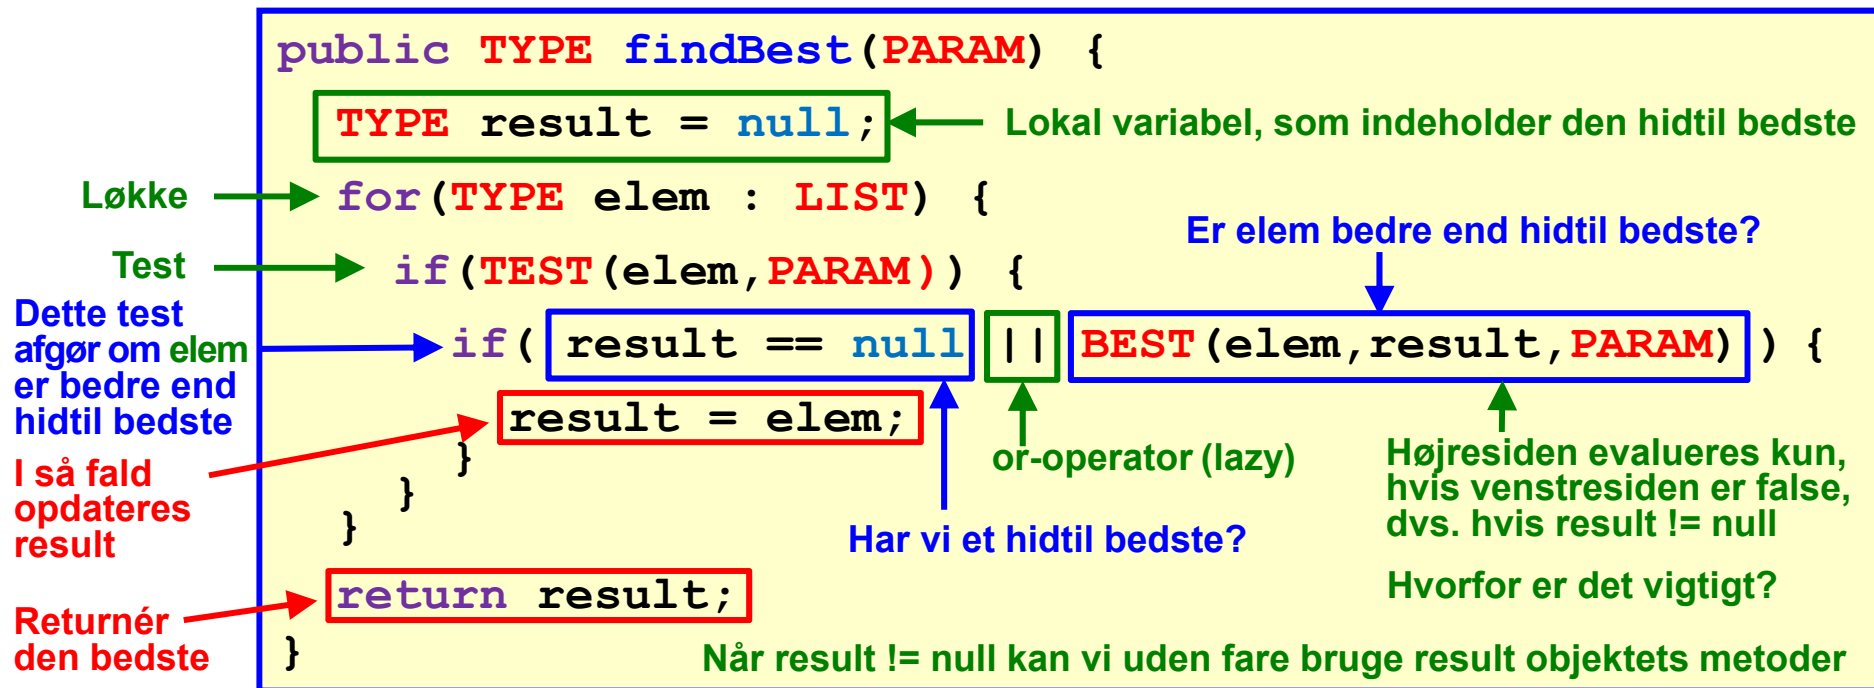 public TYPE findBest(PARAM) {
TYPE result = null;
Lokal variabel, som indeholder den hidtil bedste
Løkke
for(TYPE elem : LIST) {
Er elem bedre end hidtil bedste?
Test
if(TEST(elem,PARAM)) {
Dette test
afgør om elem
er bedre end
hidtil bedste
if( result == null || BEST(elem,result,PARAM) ) {
result = elem;
}
}
}
I så fald
opdateres
result
or-operator (lazy)
Har vi et hidtil bedste?
Højresiden evalueres kun,
hvis venstresiden er false,
dvs. hvis result != null
Hvorfor er det vigtigt?
return result;
Returnér
den bedste
}
Når result != null kan vi uden fare bruge result objektets metoder